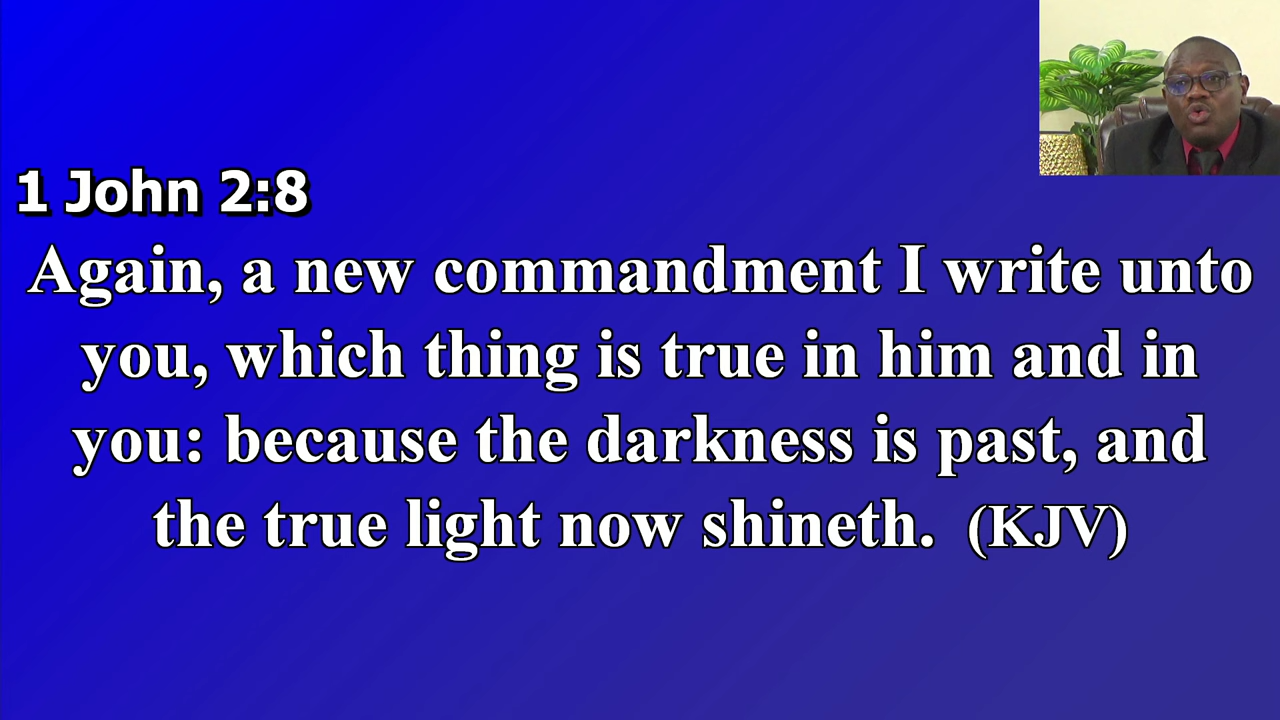 1 John 2:8
Again, a new commandment I write unto
you, which thing is true in him and in
you: because the darkness is past, and
the true light now shineth. (KJV)